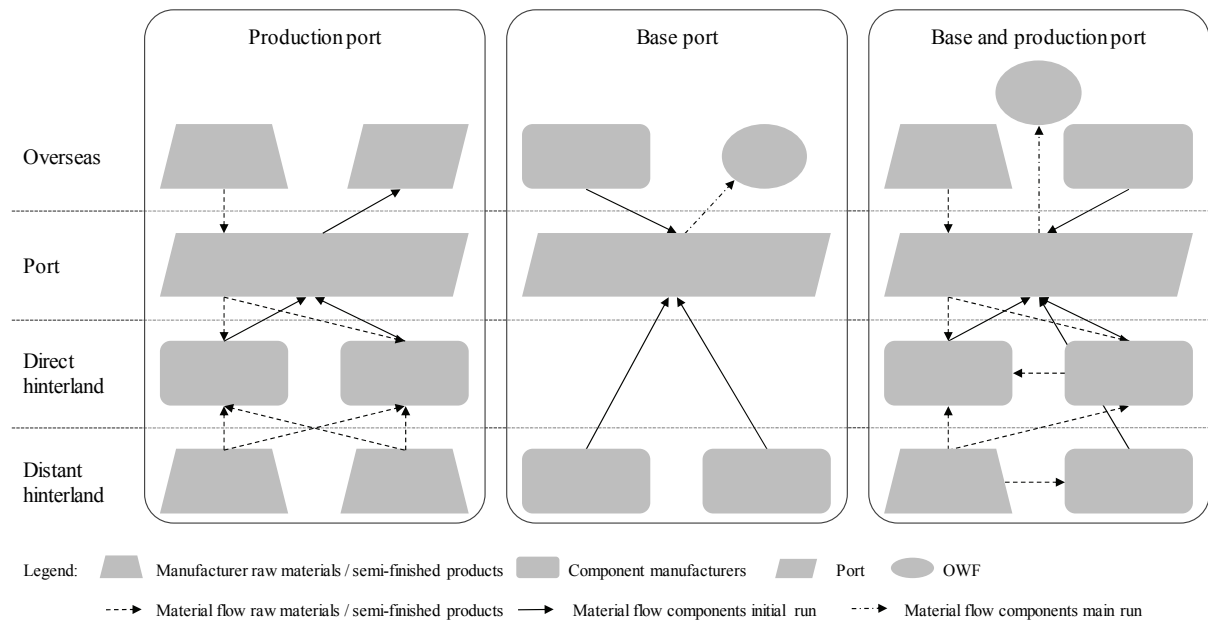 Production port
Base port
Base and production port
Overseas
Port
Direct
hinterland
Distant
hinterland
Legend:
Manufacturer raw materials / semi-finished products
Component manufacturers
Port
OWF
Material flow raw materials / semi-finished products
Material flow components initial run
Material flow components main run